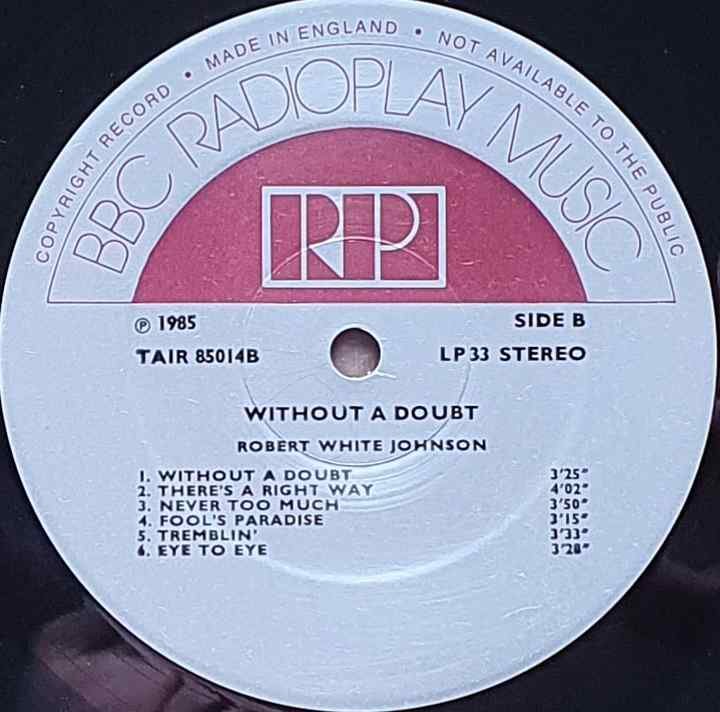 COPYRIGHT RECORD • MADE IN ENGLAND • NOT AVAILABLE TO THE PUBLIC
BBC RADIOPLAY MUSIC
RP
℗ 1985
SIDE B
TAIR 85014B
LP 33 STEREO
WITHOUT A DOUBT
ROBERT WHITE JOHNSON
1. WITHOUT A DOUBT 3'25"
2. THERE'S A RIGHT WAY 4'02"
3. NEVER TOO MUCH 3'50"
4. FOOL'S PARADISE 3'15"
5. TREMBLIN' 3'33"
6. EYE TO EYE 3'28"